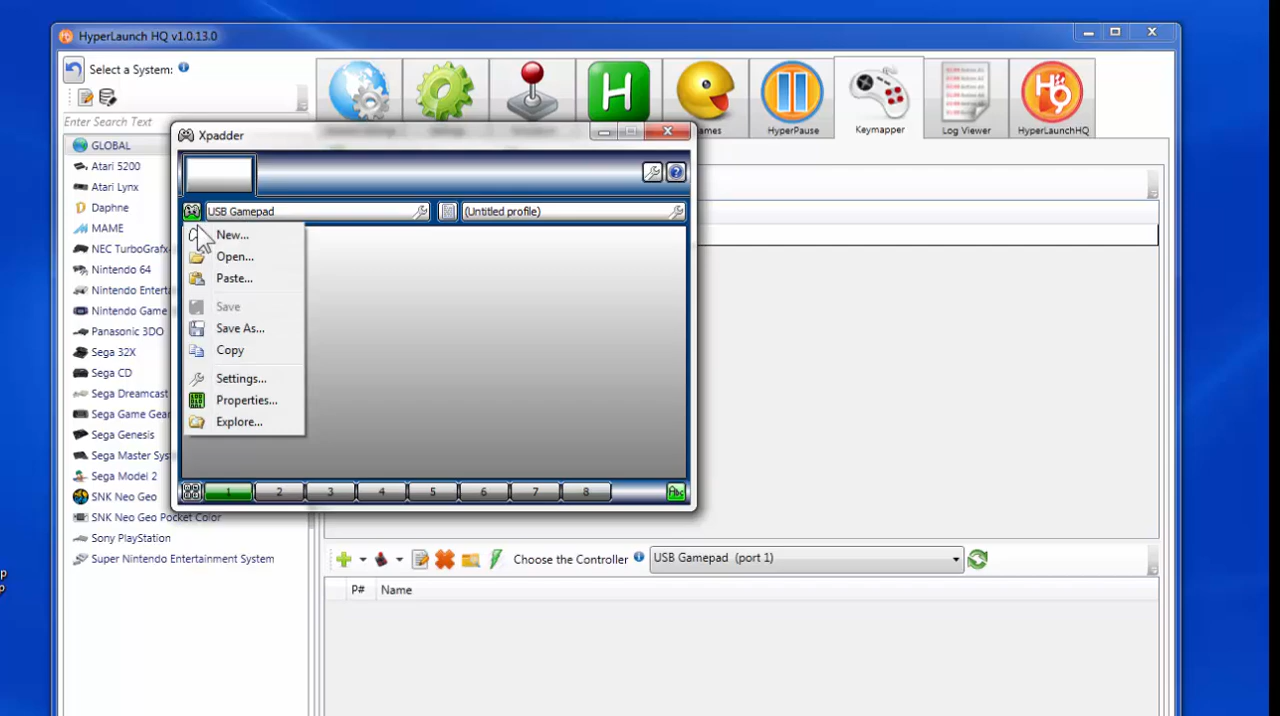 HyperLaunch HQ v1.0.13.0
Select a System:
Enter Search Text
GLOBAL
Atari 5200
Atari Lynx
Daphne
MAME
NEC TurboGrafx-
Nintendo 64
Nintendo Entert
Nintendo Game
Panasonic 3DO
Sega 32X
Sega CD
Sega Dreamcast
Sega Game Gear
Sega Genesis
Sega Master Sys
Sega Model 2
SNK Neo Geo
SNK Neo Geo Pocket Color
Sony PlayStation
Super Nintendo Entertainment System
H
ames
HyperPause
Keymapper
Log Viewer
HQ
HyperLaunchHQ
Xpadder
USB Gamepad
(Untitled profile)
New...
Open...
Paste...
Save
Save As...
Copy
Settings...
Properties...
Explore...
1 2 3 4 5 6 7 8
Abc
Choose the Controller
USB Gamepad (port 1)
P# Name
p
p